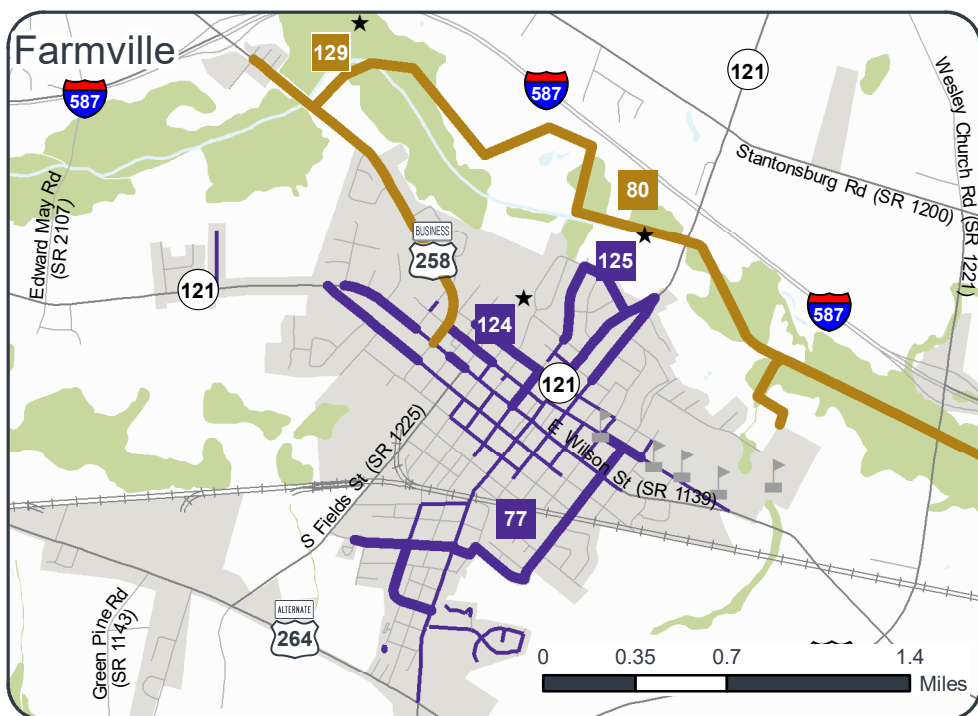 Farmville
129
121
587
587
Wesley Church Rd (SR 1221)
Stantonsburg Rd (SR 1200)
Edward May Rd
(SR 2107)
80
BUSINESS
258
125
121
587
124
121
E Wilson St (SR 1139)
S Fields St (SR 1225)
77
Green Pine Rd
(SR 1143)
ALTERNATE
264
0 0.35 0.7 1.4
Miles